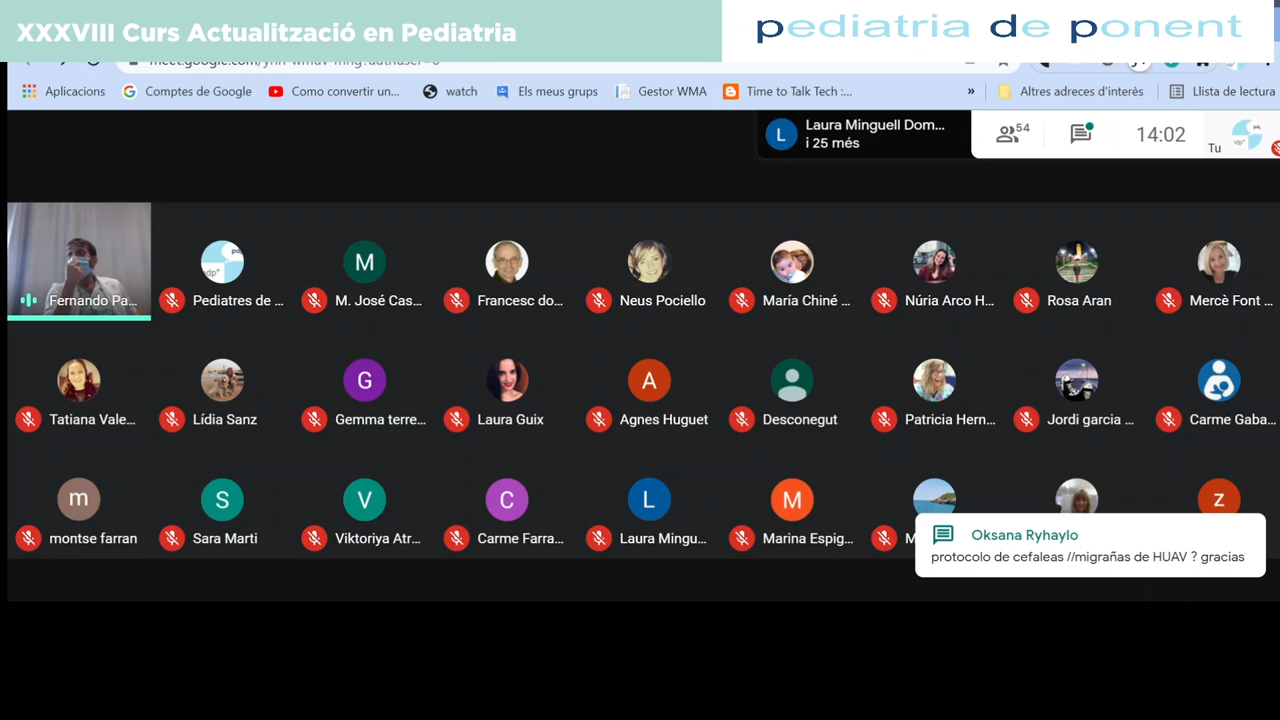 XXXVIII Curs Actualització en Pediatria
pediatria de ponent
Aplicacions
Comptes de Google
Como convertir un...
watch
Els meus grups
Gestor WMA
Time to Talk Tech :...
»
Altres adreces d'interès
Llista de lectura
L
Laura Minguell Dom...
i 25 més
54
14:02
Tu
Fernando Pa...
Pediatres de ...
M
M. José Cas...
Francesc do...
Neus Pociello
María Chiné ...
Núria Arco H...
Rosa Aran
Mercè Font ...
Tatiana Vale...
Lídia Sanz
G
Gemma terre...
Laura Guix
A
Agnes Huguet
Desconegut
Patricia Hern...
Jordi garcia ...
Carme Gaba...
m
montse farran
S
Sara Marti
V
Viktoriya Atr...
C
Carme Farra...
L
Laura Mingu...
M
Marina Espig...
z
Oksana Ryhaylo
protocolo de cefaleas //migrañas de HUAV ? gracias